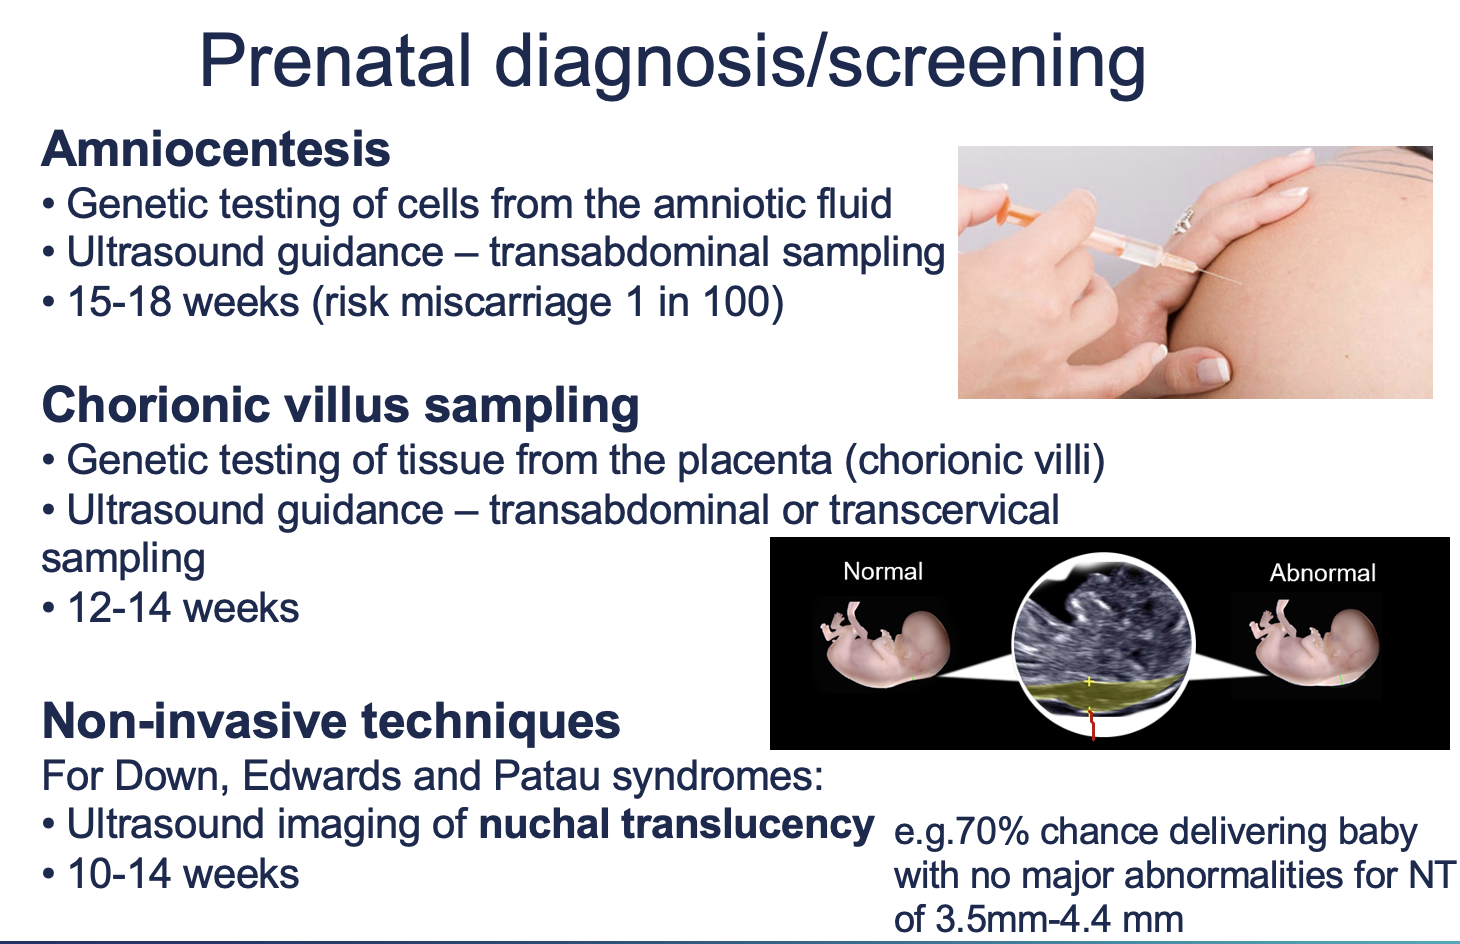 Prenatal diagnosis/screening
Amniocentesis
• Genetic testing of cells from the amniotic fluid
• Ultrasound guidance – transabdominal sampling
• 15-18 weeks (risk miscarriage 1 in 100)
Chorionic villus sampling
• Genetic testing of tissue from the placenta (chorionic villi)
• Ultrasound guidance – transabdominal or transcervical
sampling
• 12-14 weeks
Normal
Abnormal
Non-invasive techniques
For Down, Edwards and Patau syndromes:
• Ultrasound imaging of nuchal translucency
• 10-14 weeks
e.g.70% chance delivering baby
with no major abnormalities for NT
of 3.5mm-4.4 mm